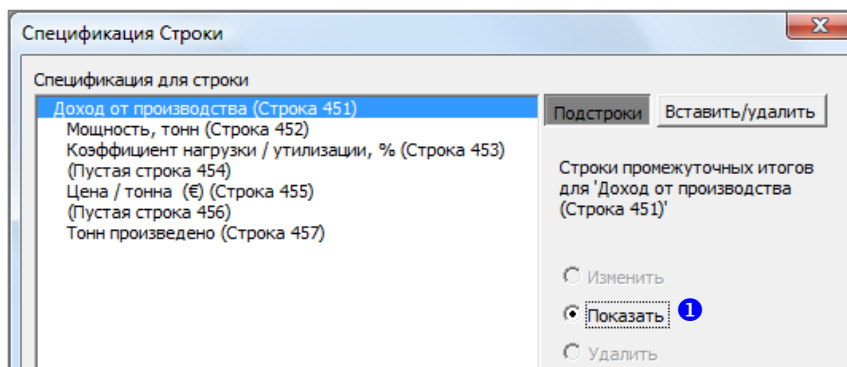 Спецификация Строки
Спецификация для строки
Доход от производства (Строка 451)
Мощность, тонн (Строка 452)
Коэффициент нагрузки / утилизации, % (Строка 453)
(Пустая строка 454)
Цена / тонна (€) (Строка 455)
(Пустая строка 456)
Тонн произведено (Строка 457)
Подстроки
Вставить/удалить
Строки промежуточных итогов
для 'Доход от производства
(Строка 451)'
Изменить
Показать 1
Удалить